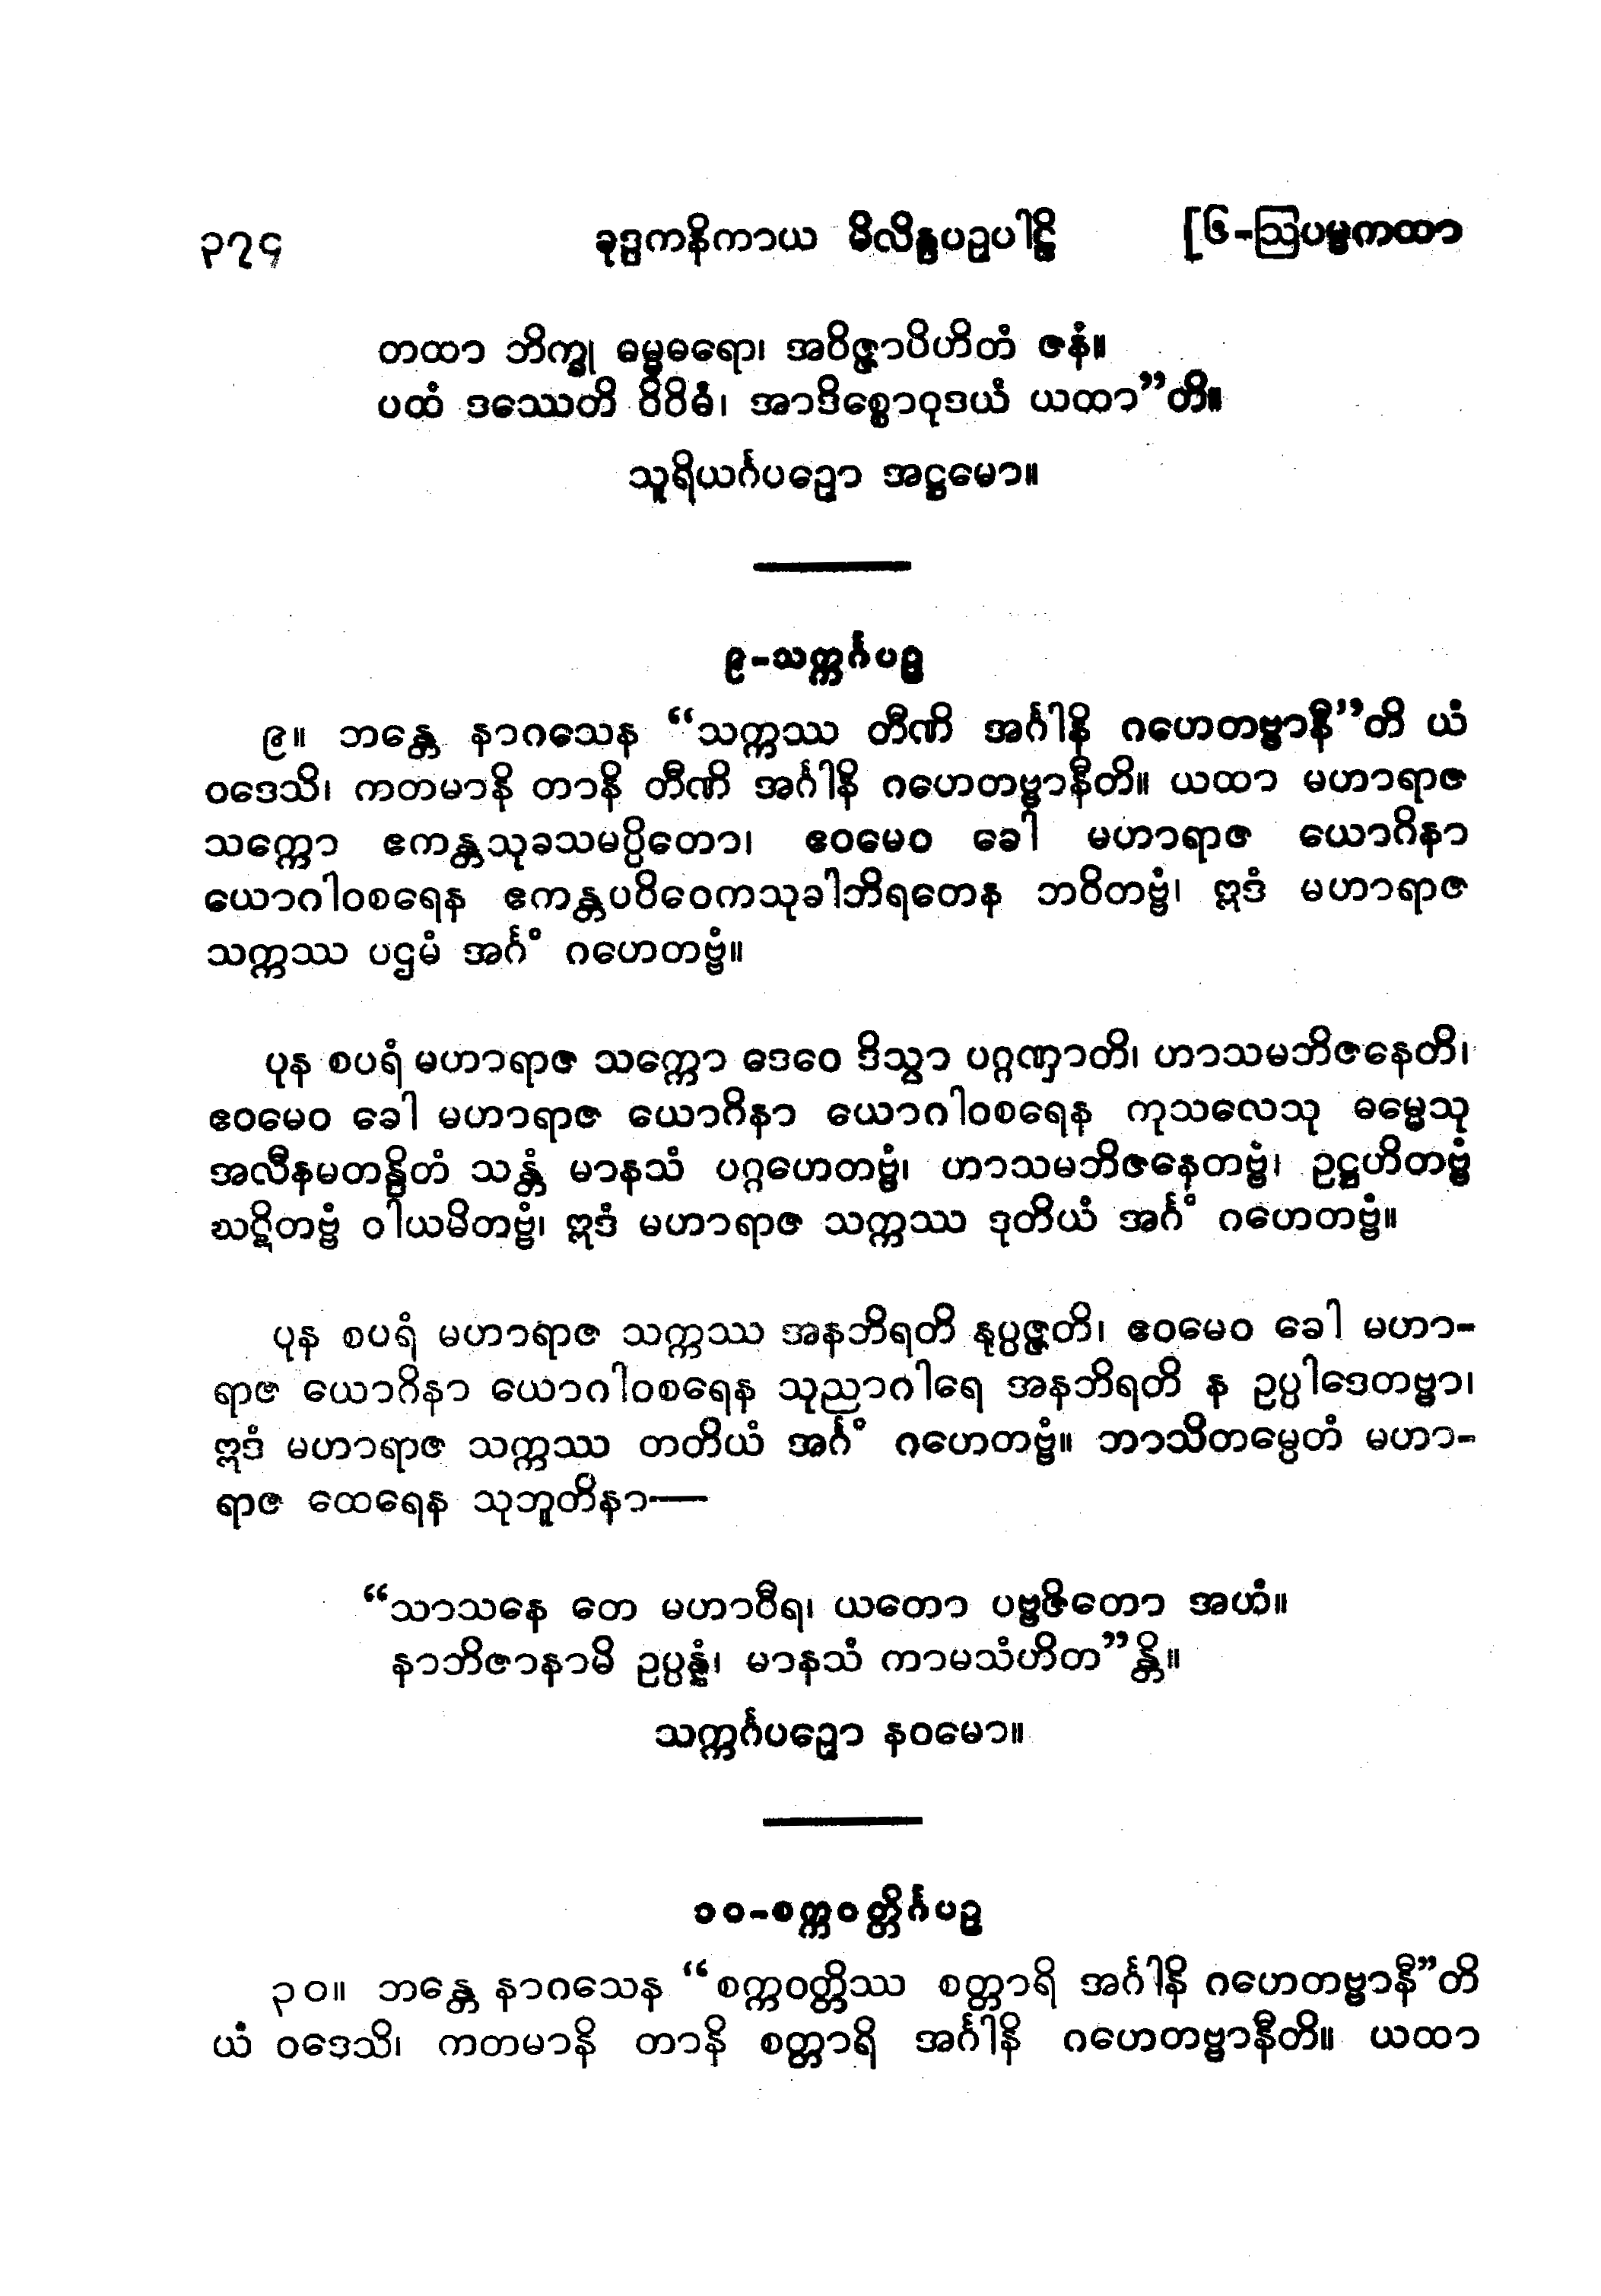 ၃၇၄ ခုဒ္ဒကနိကာယ မိလိန္ဒပဉှပါဠိ [၆-ဩပမ္မကထာ
တထာ ဘိက္ခု ဓမ္မဓရော၊ အဝိဇ္ဇာပိဟိတံ ဇနံ။
ပထံ ဒဿေတိ ဝိဝိဓံ၊ အာဒိစ္စောဝုဒယံ ယထာ”တိ။
သူရိယင်္ဂပဉှော အဋ္ဌမော။
၉-သက္ကင်္ဂပဉှ
၉။ ဘန္တေ နာဂသေန “သက္ကဿ တီဏိ အင်္ဂါနိ ဂဟေတဗ္ဗာနီ”တိ ယံ
ဝဒေသိ၊ ကတမာနိ တာနိ တီဏိ အင်္ဂါနိ ဂဟေတဗ္ဗာနီတိ။ ယထာ မဟာရာဇ
သက္ကော ဧကန္တသုခသမပ္ပိတော၊ ဧဝမေဝ ခေါ မဟာရာဇ ယောဂိနာ
ယောဂါဝစရေန ဧကန္တပဝိဝေကသုခါဘိရတေန ဘဝိတဗ္ဗံ၊ ဣဒံ မဟာရာဇ
သက္ကဿ ပဌမံ အင်္ဂံ ဂဟေတဗ္ဗံ။
ပုန စပရံ မဟာရာဇ သက္ကော ဒေဝေ ဒိသွာ ပဂ္ဂဏှာတိ၊ ဟာသမဘိဇနေတိ၊
ဧဝမေဝ ခေါ မဟာရာဇ ယောဂိနာ ယောဂါဝစရေန ကုသလေသု ဓမ္မေသု
အလီနမတန္ဒိတံ သန္တံ မာနသံ ပဂ္ဂဟေတဗ္ဗံ၊ ဟာသမဘိဇနေတဗ္ဗံ၊ ဥဋ္ဌဟိတဗ္ဗံ
ဃဋိတဗ္ဗံ ဝါယမိတဗ္ဗံ၊ ဣဒံ မဟာရာဇ သက္ကဿ ဒုတိယံ အင်္ဂံ ဂဟေတဗ္ဗံ။
ပုန စပရံ မဟာရာဇ သက္ကဿ အနဘိရတိ နုပ္ပဇ္ဇတိ၊ ဧဝမေဝ ခေါ မဟာ-
ရာဇ ယောဂိနာ ယောဂါဝစရေန သုညာဂါရေ အနဘိရတိ န ဥပ္ပါဒေတဗ္ဗာ၊
ဣဒံ မဟာရာဇ သက္ကဿ တတိယံ အင်္ဂံ ဂဟေတဗ္ဗံ။ ဘာသိတမ္ပေတံ မဟာ-
ရာဇ ထေရေန သုဘူတိနာ—
“သာသနေ တေ မဟာဝီရ၊ ယတော ပဗ္ဗဇိတော အဟံ။
နာဘိဇာနာမိ ဥပ္ပန္နံ၊ မာနသံ ကာမသံဟိတ”န္တိ။
သက္ကင်္ဂပဉှော နဝမော။
၁၀-စက္ကဝတ္တိင်္ဂပဉှ
၃၀။ ဘန္တေ နာဂသေန “စက္ကဝတ္တိဿ စတ္တာရိ အင်္ဂါနိ ဂဟေတဗ္ဗာနီ”တိ
ယံ ဝဒေသိ၊ ကတမာနိ တာနိ စတ္တာရိ အင်္ဂါနိ ဂဟေတဗ္ဗာနီတိ။ ယထာ